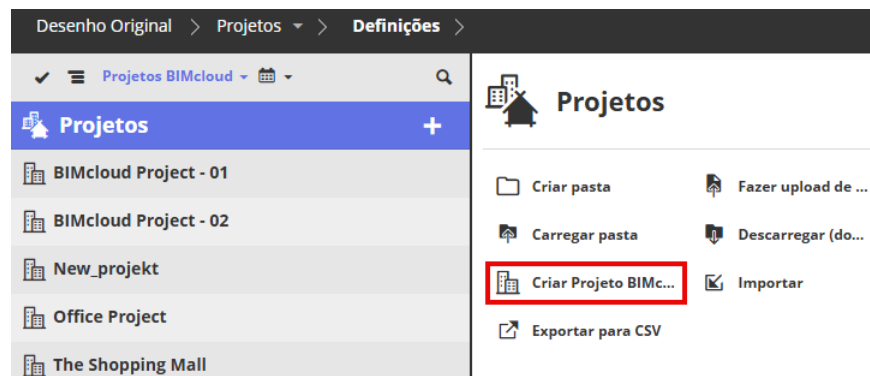 Desenho Original > Projetos > Definições >
Projetos BIMcloud
Projetos
BIMcloud Project - 01
BIMcloud Project - 02
New_projekt
Office Project
The Shopping Mall
Projetos
Criar pasta
Fazer upload de ...
Carregar pasta
Descarregar (do...
Criar Projeto BIMc...
Importar
Exportar para CSV